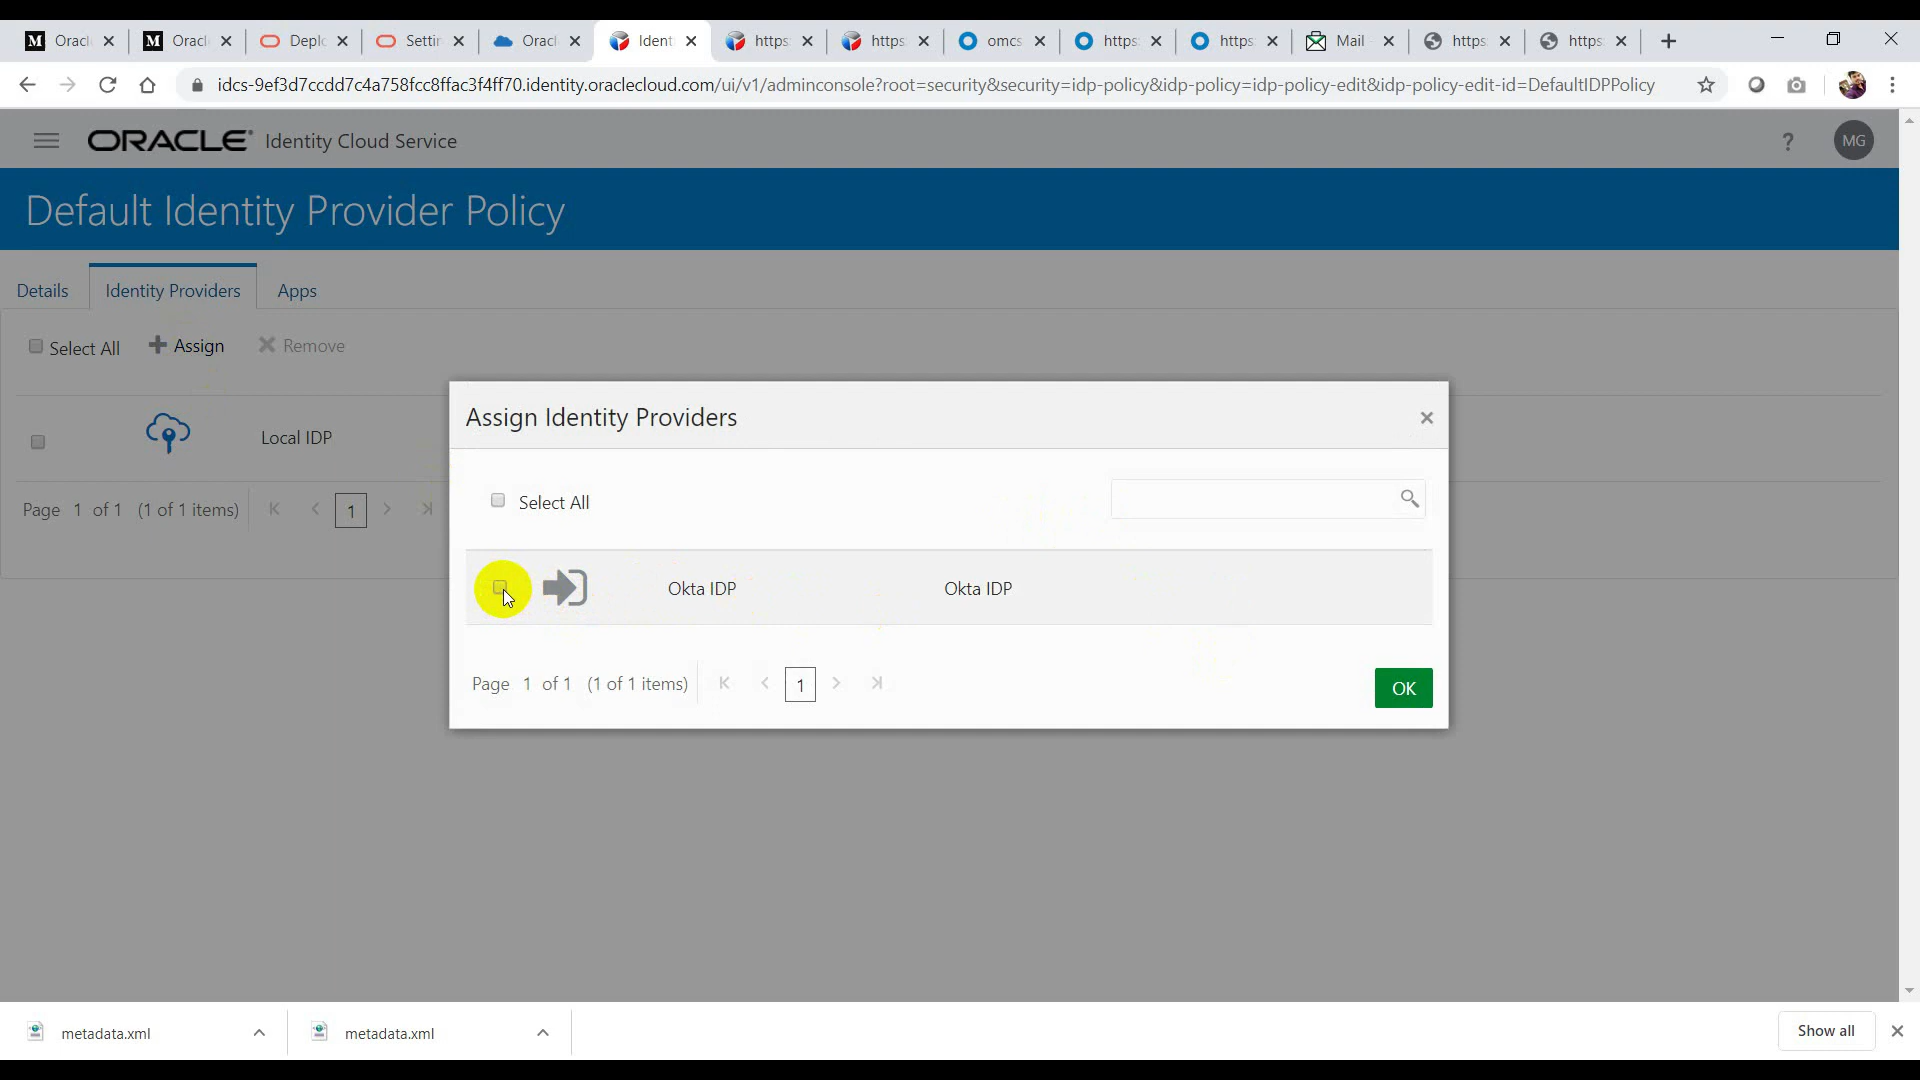 Oracl Oracl Deplo Settin Oracl Identi https: https: omcs https: https: Mail https: https:
idcs-9ef3d7ccdd7c4a758fcc8ffac3f4ff70.identity.oraclecloud.com/ui/v1/adminconsole?root=security&security=idp-policy&idp-policy=idp-policy-edit&idp-policy-edit-id=DefaultIDPPolicy
ORACLE Identity Cloud Service ? MG
Default Identity Provider Policy
Details Identity Providers Apps
Select All Assign Remove
Assign Identity Providers
Local IDP
Select All
Page 1 of 1 (1 of 1 items) 1
Okta IDP Okta IDP
Page 1 of 1 (1 of 1 items) 1 OK
metadata.xml metadata.xml Show all